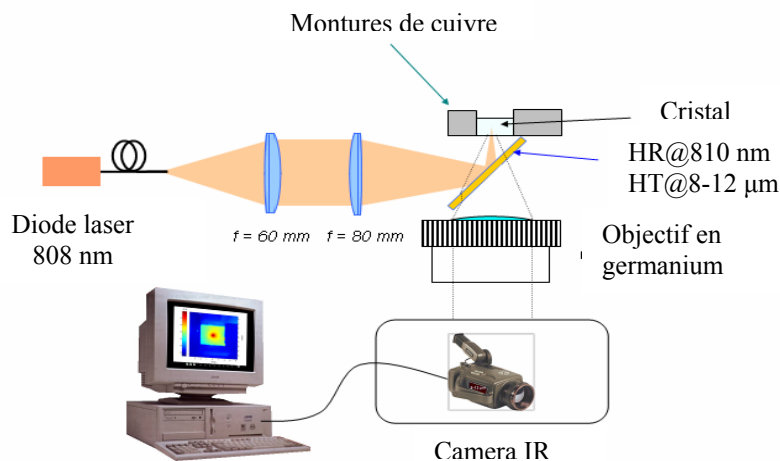 Montures de cuivre
Cristal
HR@810 nm
HT@8-12 μm
Diode laser
808 nm
f = 60 mm
f = 80 mm
Objectif en
germanium
Camera IR